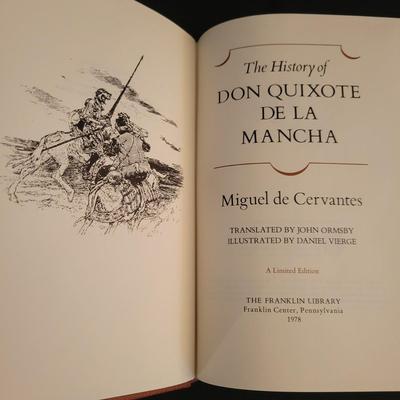 The History of
DON QUIXOTE
DE LA
MANCHA
Miguel de Cervantes
TRANSLATED BY JOHN ORMSBY
ILLUSTRATED BY DANIEL VIERGE
A Limited Edition
THE FRANKLIN LIBRARY
Franklin Center, Pennsylvania
1978